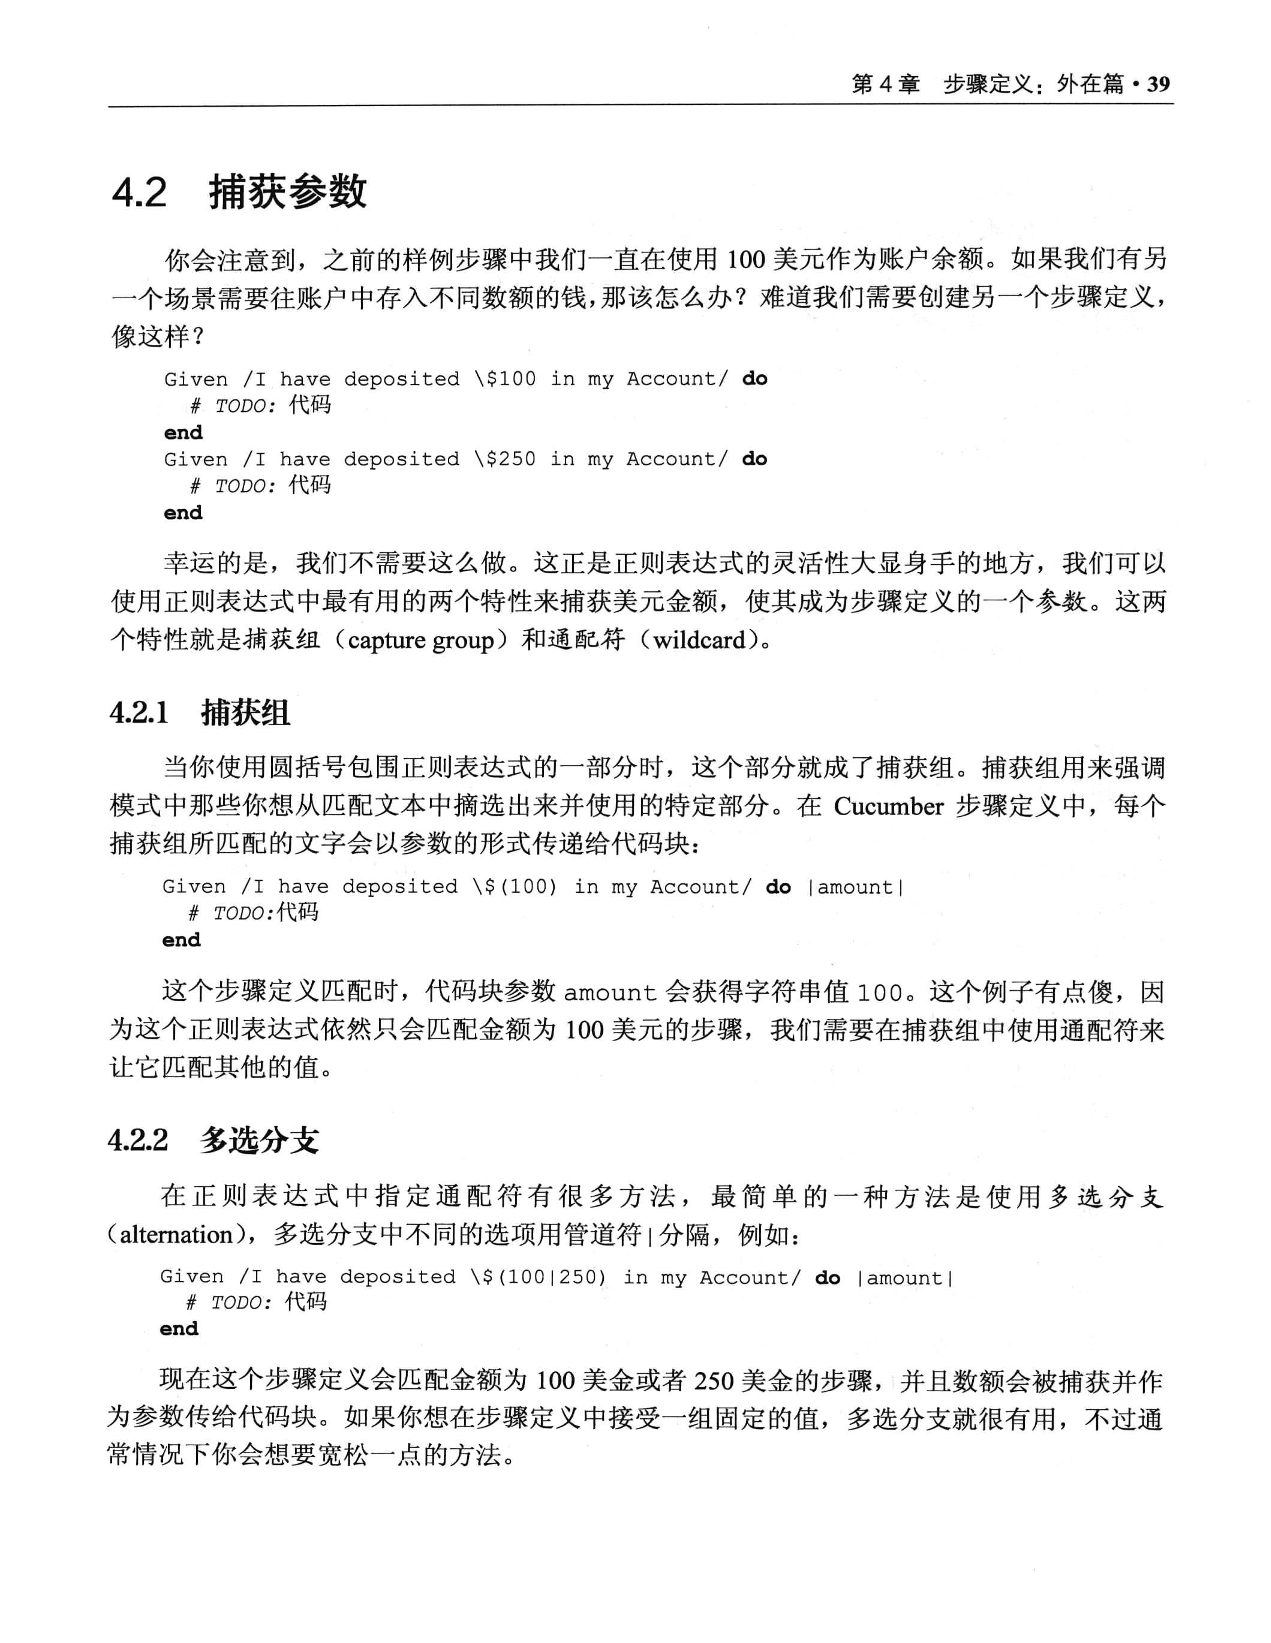 第 4 章　步骤定义：外在篇 • 39
4.2　捕获参数
你会注意到，之前的样例步骤中我们一直在使用 100 美元作为账户余额。如果我们有另
一个场景需要往账户中存入不同数额的钱，那该怎么办？难道我们需要创建另一个步骤定义，
像这样？
Given /I have deposited \$100 in my Account/ do
# TODO: 代码
end
Given /I have deposited \$250 in my Account/ do
# TODO: 代码
end
幸运的是，我们不需要这么做。这正是正则表达式的灵活性大显身手的地方，我们可以
使用正则表达式中最有用的两个特性来捕获美元金额，使其成为步骤定义的一个参数。这两
个特性就是捕获组（capture group）和通配符（wildcard）。
4.2.1　捕获组
当你使用圆括号包围正则表达式的一部分时，这个部分就成了捕获组。捕获组用来强调
模式中那些你想从匹配文本中摘选出来并使用的特定部分。在 Cucumber 步骤定义中，每个
捕获组所匹配的文字会以参数的形式传递给代码块：
Given /I have deposited \$(100) in my Account/ do |amount|
# TODO:代码
end
这个步骤定义匹配时，代码块参数 amount 会获得字符串值 100。这个例子有点傻，因
为这个正则表达式依然只会匹配金额为 100 美元的步骤，我们需要在捕获组中使用通配符来
让它匹配其他的值。
4.2.2　多选分支
在正则表达式中指定通配符有很多方法，最简单的一种方法是使用多选分支
（alternation），多选分支中不同的选项用管道符 | 分隔，例如：
Given /I have deposited \$(100|250) in my Account/ do |amount|
# TODO: 代码
end
现在这个步骤定义会匹配金额为 100 美金或者 250 美金的步骤，并且数额会被捕获并作
为参数传给代码块。如果你想在步骤定义中接受一组固定的值，多选分支就很有用，不过通
常情况下你会想要宽松一点的方法。